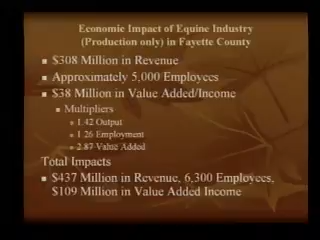 Economic Impact of Equine Industry
(Production only) in Fayette County
$308 Million in Revenue
Approximately 5,000 Employees
$38 Million in Value Added/Income
Multipliers
1.42 Output
1.26 Employment
2.87 Value Added
Total Impacts
$437 Million in Revenue, 6,300 Employees,
$109 Million in Value Added Income